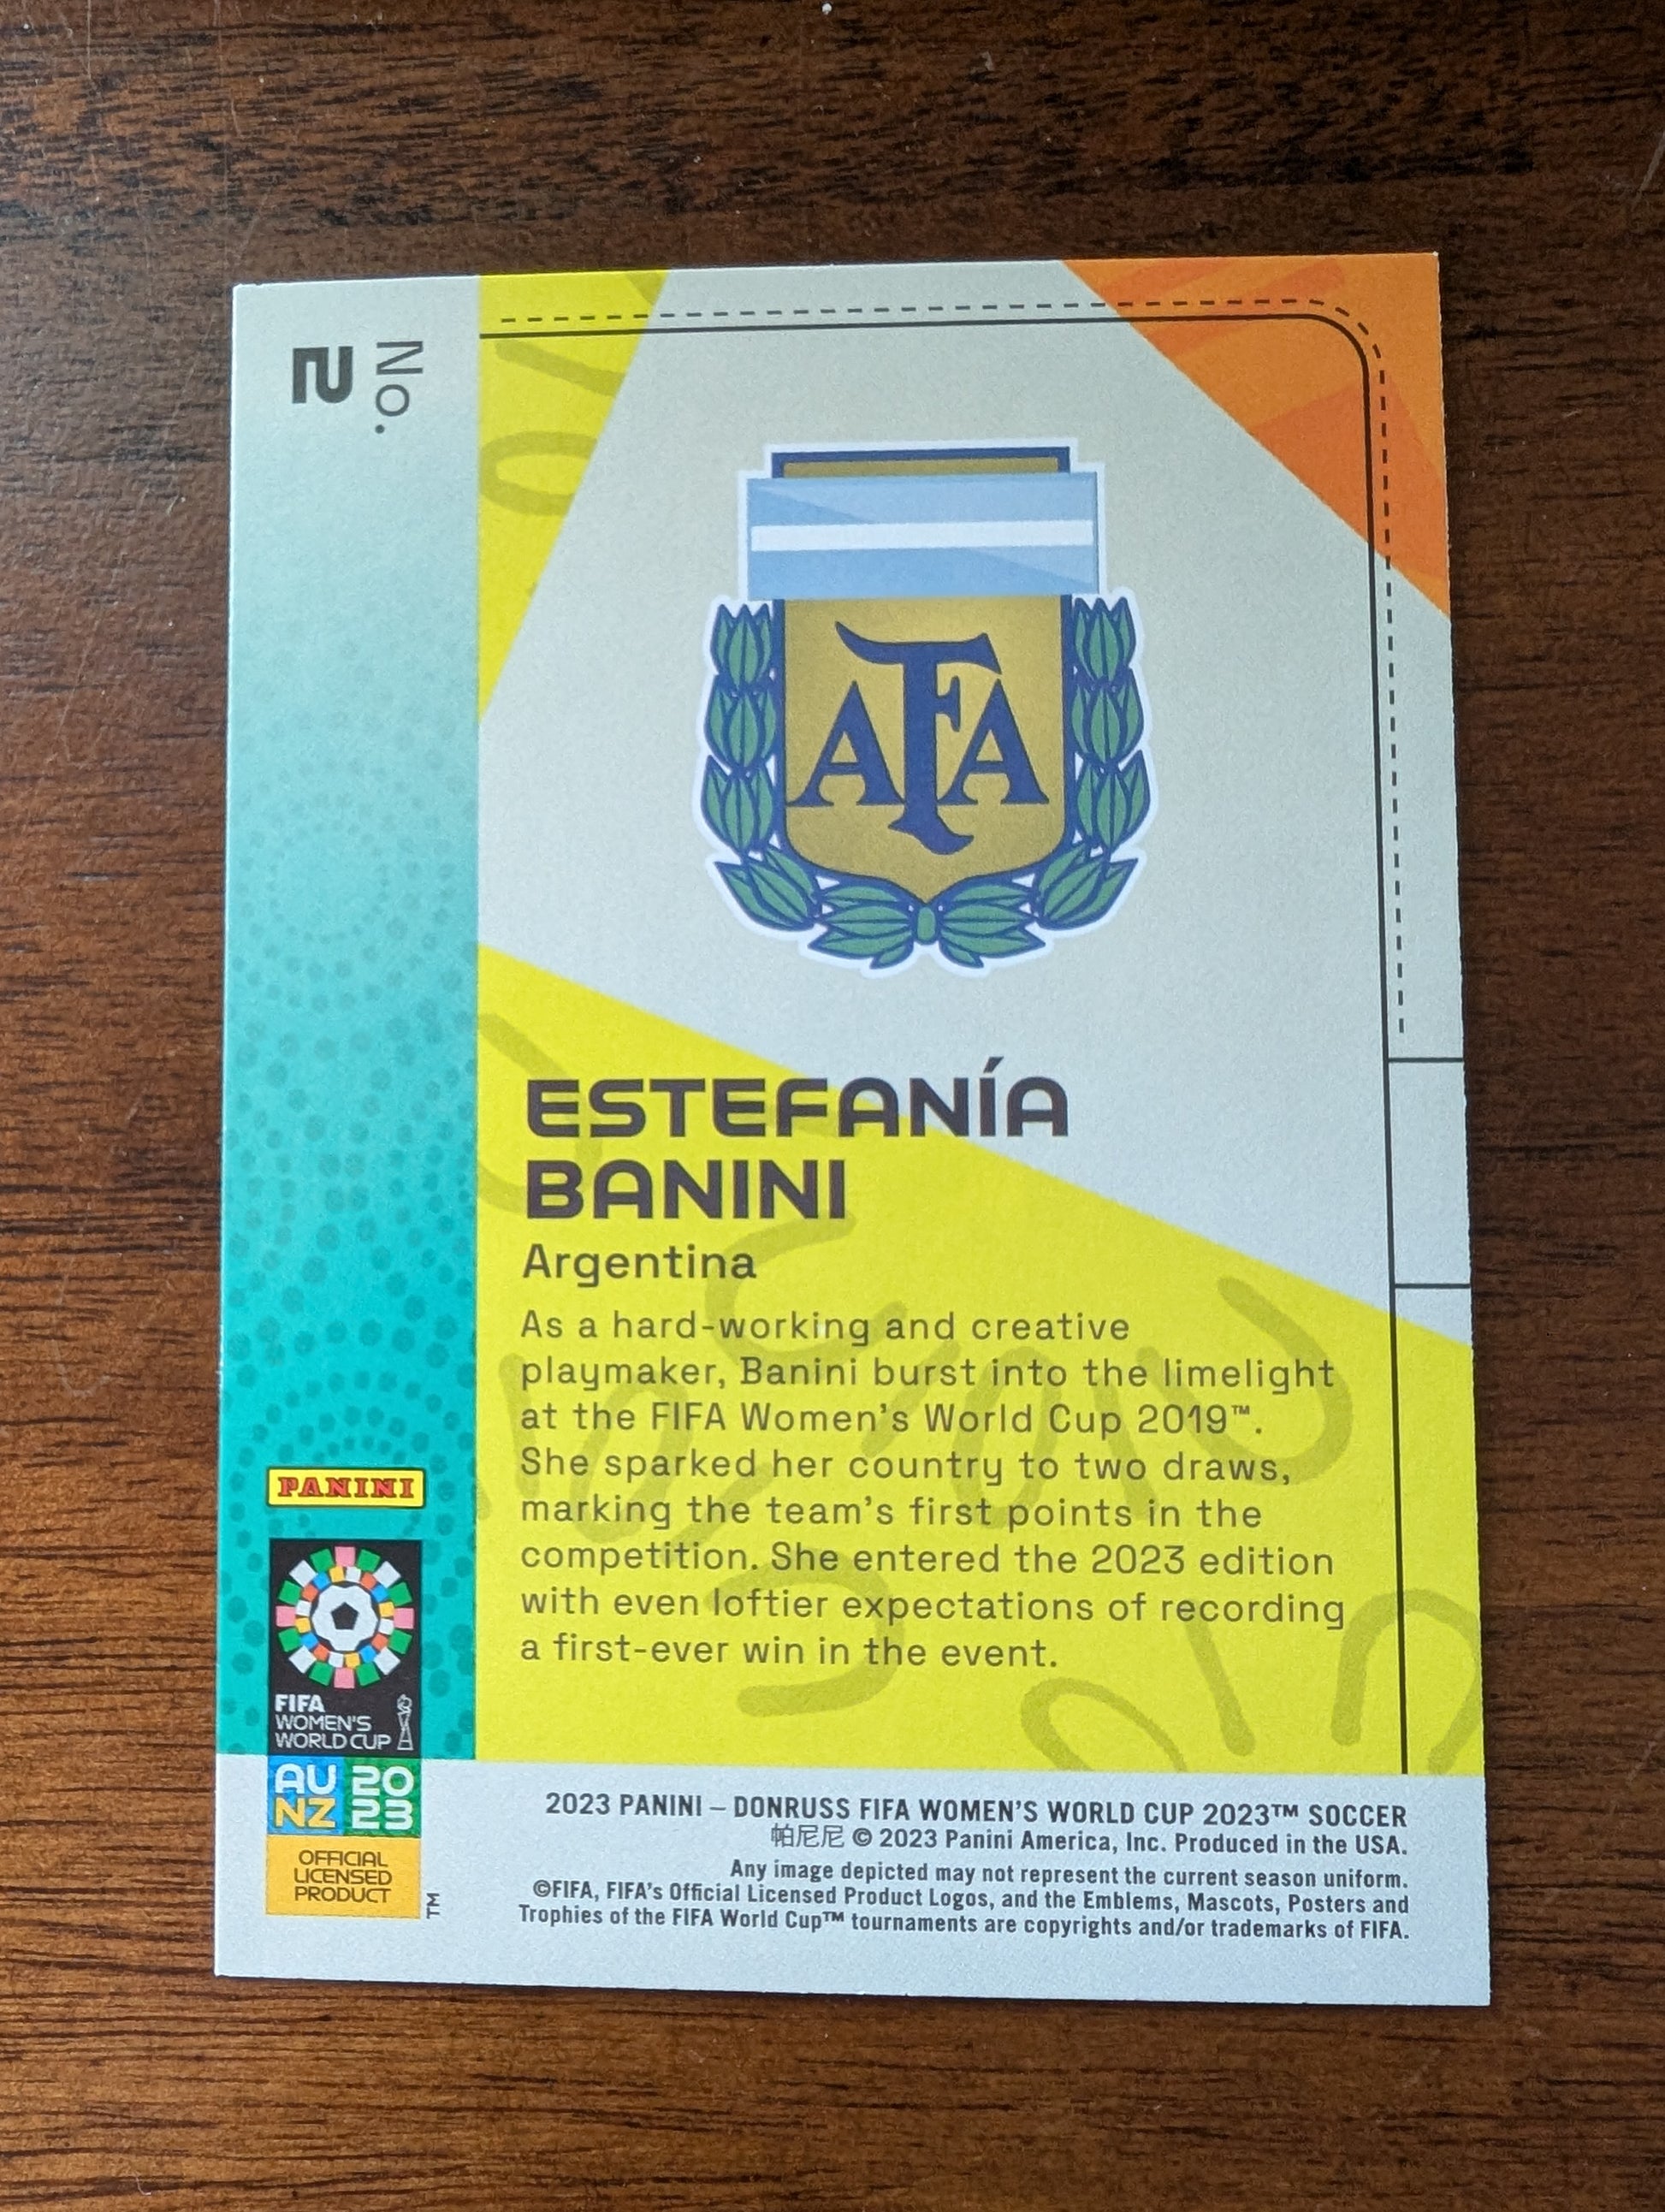 No.
2
AFA
ESTEFANÍA
BANINI
Argentina
As a hard-working and creative
playmaker, Banini burst into the limelight
at the FIFA Women's World Cup 2019™.
She sparked her country to two draws,
marking the team's first points in the
competition. She entered the 2023 edition
with even loftier expectations of recording
a first-ever win in the event.
PANINI
FIFA
WOMEN'S
WORLD CUP
AU 20
NZ 23
OFFICIAL
LICENSED
PRODUCT
TM
2023 PANINI – DONRUSS FIFA WOMEN'S WORLD CUP 2023™ SOCCER
帕尼尼 © 2023 Panini America, Inc. Produced in the USA.
Any image depicted may not represent the current season uniform.
©FIFA, FIFA's Official Licensed Product Logos, and the Emblems, Mascots, Posters and
Trophies of the FIFA World Cup™ tournaments are copyrights and/or trademarks of FIFA.